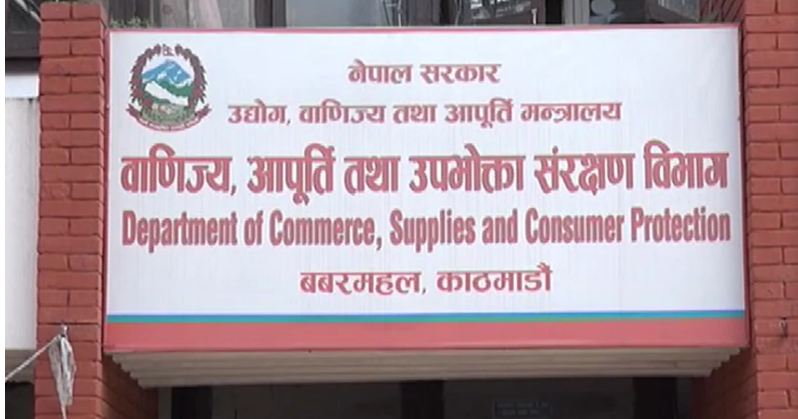 नेपाल सरकार
उद्योग, वाणिज्य तथा आपूर्ति मन्त्रालय
वाणिज्य, आपूर्ति तथा उपभोक्ता संरक्षण विभाग
Department of Commerce, Supplies and Consumer Protection
बबरमहल, काठमाडौं